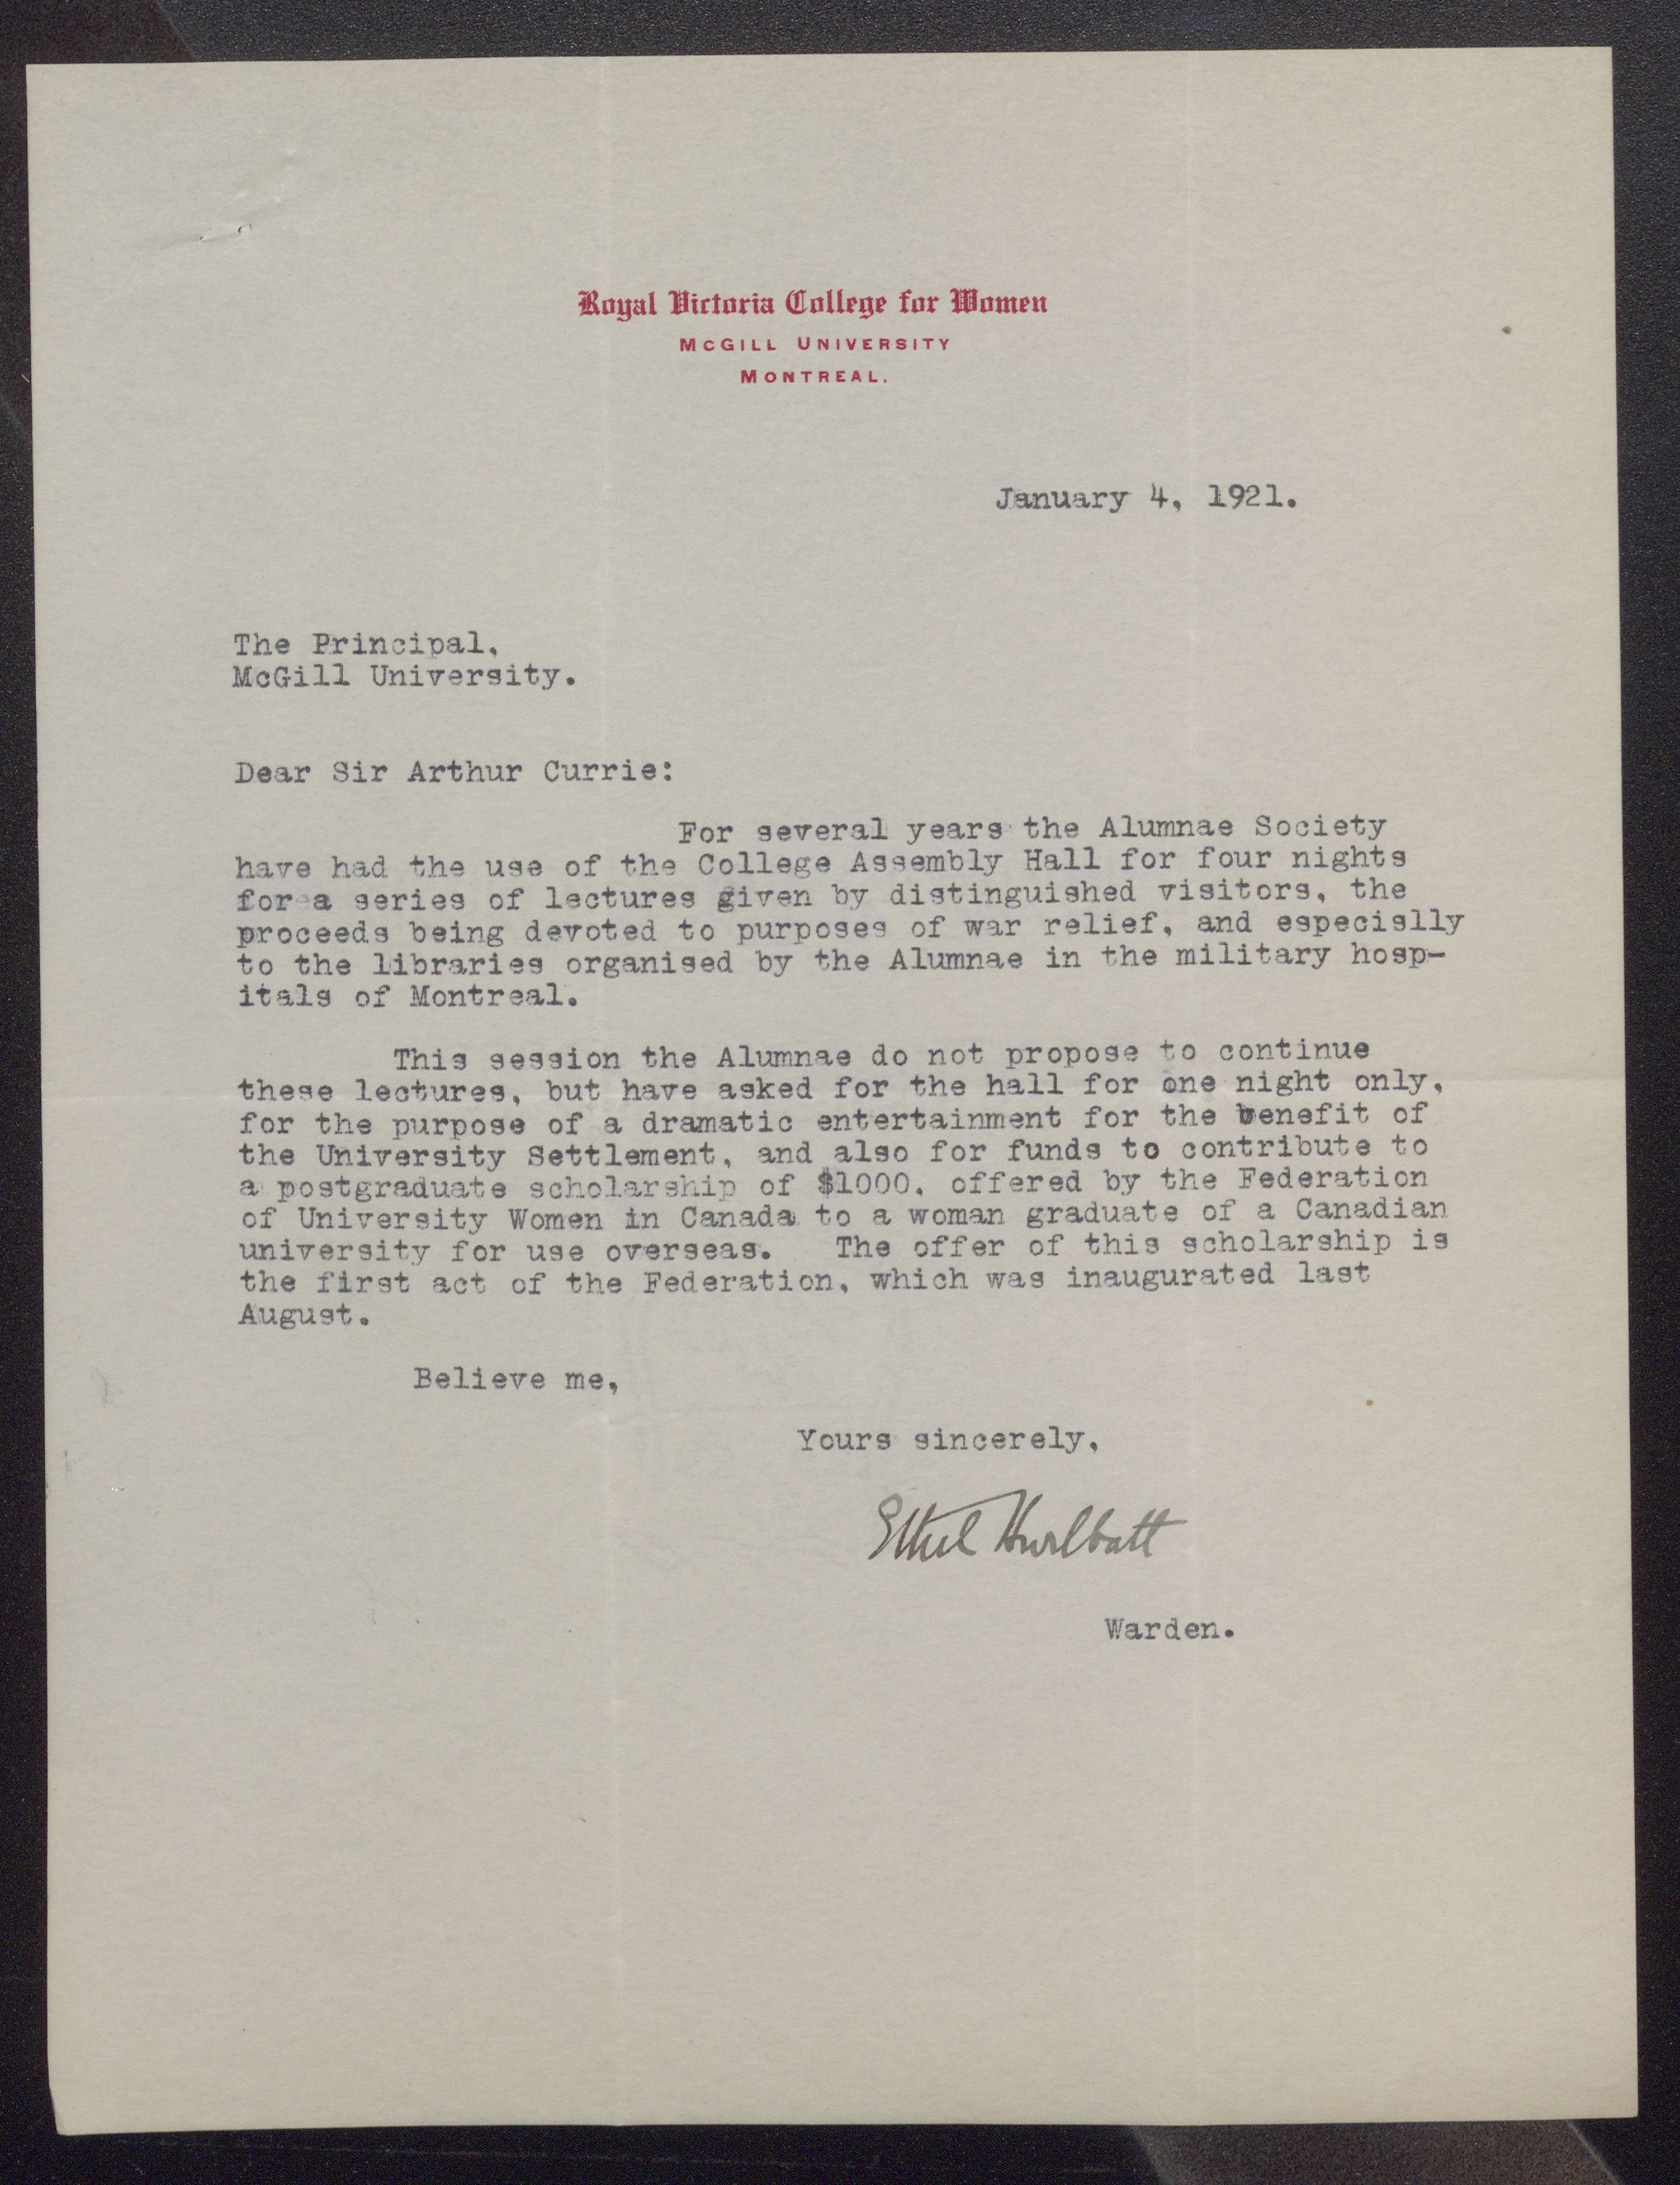 Royal Victoria College for Women
McGill University
Montreal.
January 4, 1921.
The Principal,
McGill University.
Dear Sir Arthur Currie:
For several years the Alumnae Society
have had the use of the College Assembly Hall for four nights
for a series of lectures given by distinguished visitors, the
proceeds being devoted to purposes of war relief, and especislly
to the libraries organised by the Alumnae in the military hosp-
itals of Montreal.
This session the Alumnae do not propose to continue
these lectures, but have asked for the hall for one night only,
for the purpose of a dramatic entertainment for the benefit of
the University Settlement, and also for funds to contribute to
a postgraduate scholarship of $1000, offered by the Federation
of University Women in Canada to a woman graduate of a Canadian
university for use overseas. The offer of this scholarship is
the first act of the Federation, which was inaugurated last
August.
Believe me,
Yours sincerely,
Ethel Hurlbatt
Warden.